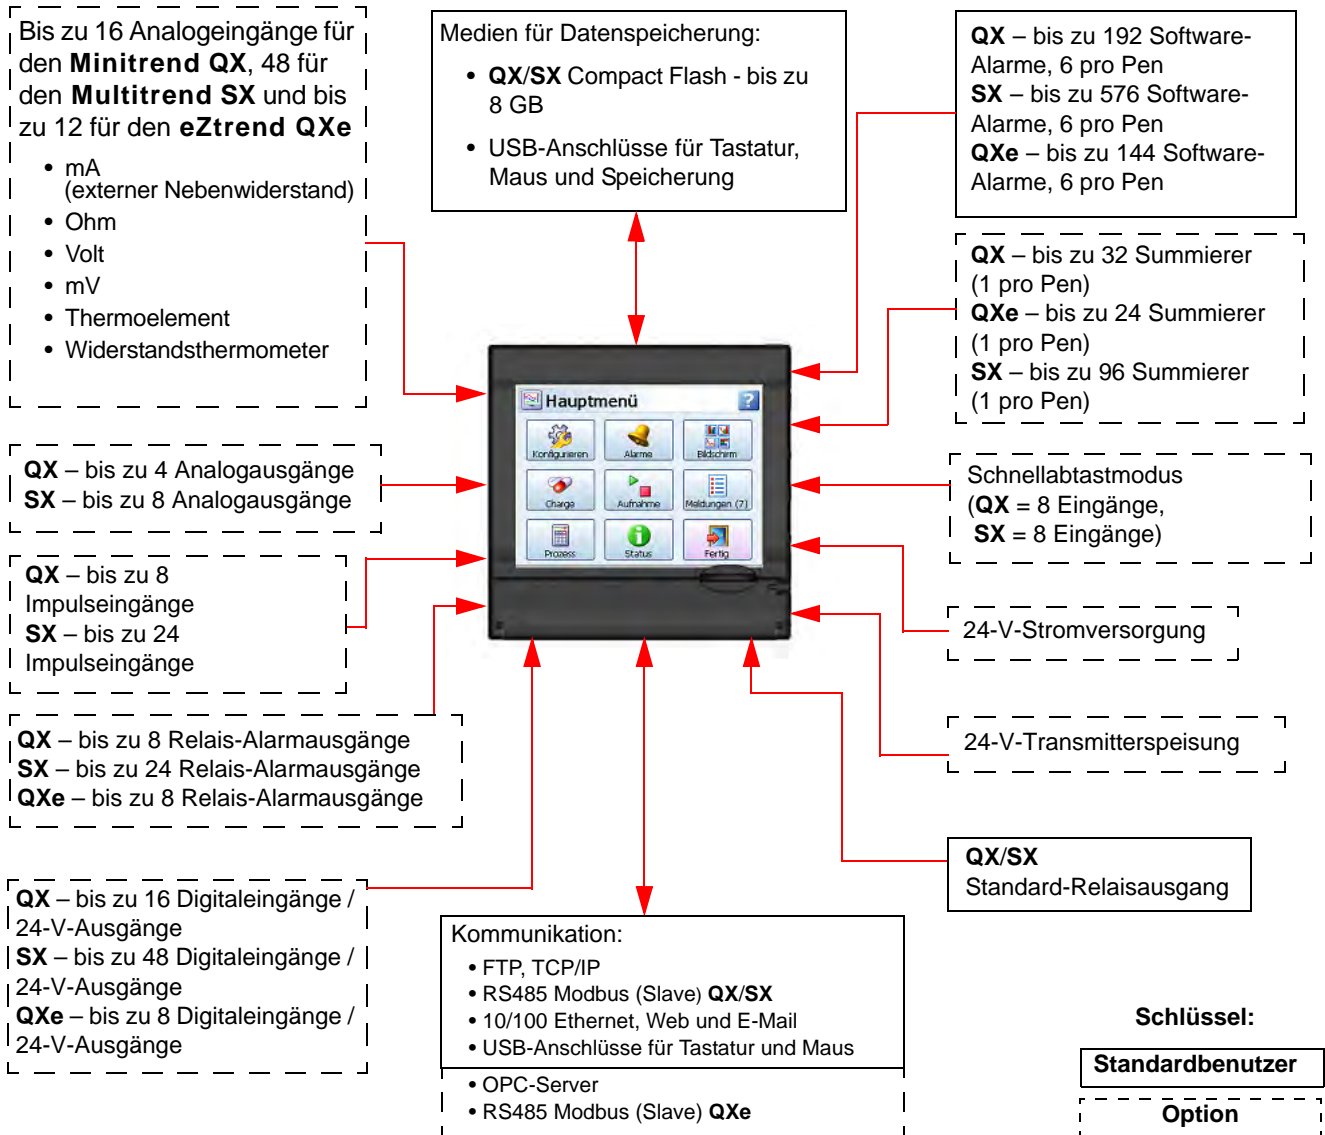 Bis zu 16 Analogeingänge für
den Minitrend QX, 48 für
den Multitrend SX und bis
zu 12 für den eZtrend QXe
• mA
(externer Nebenwiderstand)
• Ohm
• Volt
• mV
• Thermoelement
• Widerstandsthermometer
Medien für Datenspeicherung:
• QX/SX Compact Flash - bis zu
8 GB
• USB-Anschlüsse für Tastatur,
Maus und Speicherung
QX – bis zu 192 Software-
Alarme, 6 pro Pen
SX – bis zu 576 Software-
Alarme, 6 pro Pen
QXe – bis zu 144 Software-
Alarme, 6 pro Pen
QX – bis zu 32 Summierer
(1 pro Pen)
QXe – bis zu 24 Summierer
(1 pro Pen)
SX – bis zu 96 Summierer
(1 pro Pen)
Hauptmenü
?
Konfigurieren
Alarme
Bildschirm
Charge
Aufnahme
Meldungen (7)
Prozess
Status
Fertig
QX – bis zu 4 Analogausgänge
SX – bis zu 8 Analogausgänge
Schnellabtastmodus
(QX = 8 Eingänge,
SX = 8 Eingänge)
QX – bis zu 8
Impulseingänge
SX – bis zu 24
Impulseingänge
24-V-Stromversorgung
QX – bis zu 8 Relais-Alarmausgänge
SX – bis zu 24 Relais-Alarmausgänge
QXe – bis zu 8 Relais-Alarmausgänge
24-V-Transmitterspeisung
QX/SX
Standard-Relaisausgang
QX – bis zu 16 Digitaleingänge /
24-V-Ausgänge
SX – bis zu 48 Digitaleingänge /
24-V-Ausgänge
QXe – bis zu 8 Digitaleingänge /
24-V-Ausgänge
Kommunikation:
• FTP, TCP/IP
• RS485 Modbus (Slave) QX/SX
• 10/100 Ethernet, Web und E-Mail
• USB-Anschlüsse für Tastatur und Maus
• OPC-Server
• RS485 Modbus (Slave) QXe
Schlüssel:
Standardbenutzer
Option